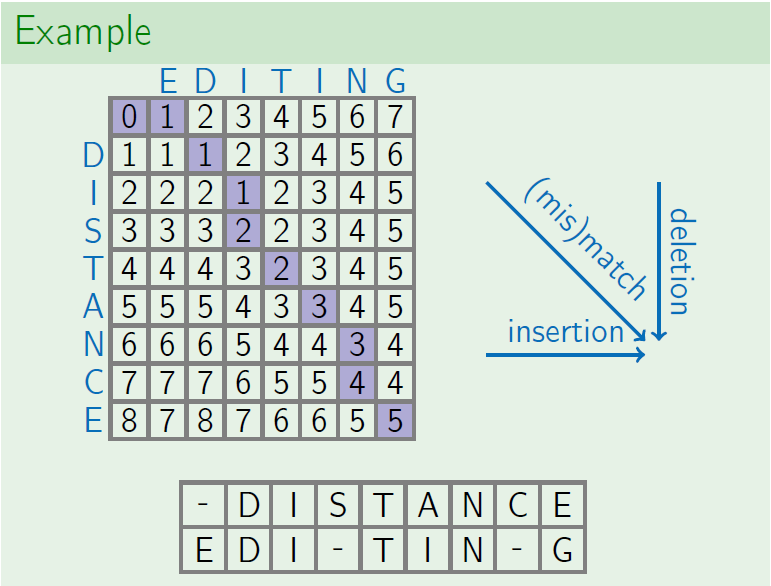 Example
E D I T I N G
0 1 2 3 4 5 6 7
D 1 1 1 2 3 4 5 6
I 2 2 2 1 2 3 4 5
S 3 3 3 2 2 3 4 5
T 4 4 4 3 2 3 4 5
A 5 5 5 4 3 3 4 5
N 6 6 6 5 4 4 3 4
C 7 7 7 6 5 5 4 4
E 8 7 8 7 6 6 5 5
(mis)match
deletion
insertion
- D I S T A N C E
E D I - T I N - G